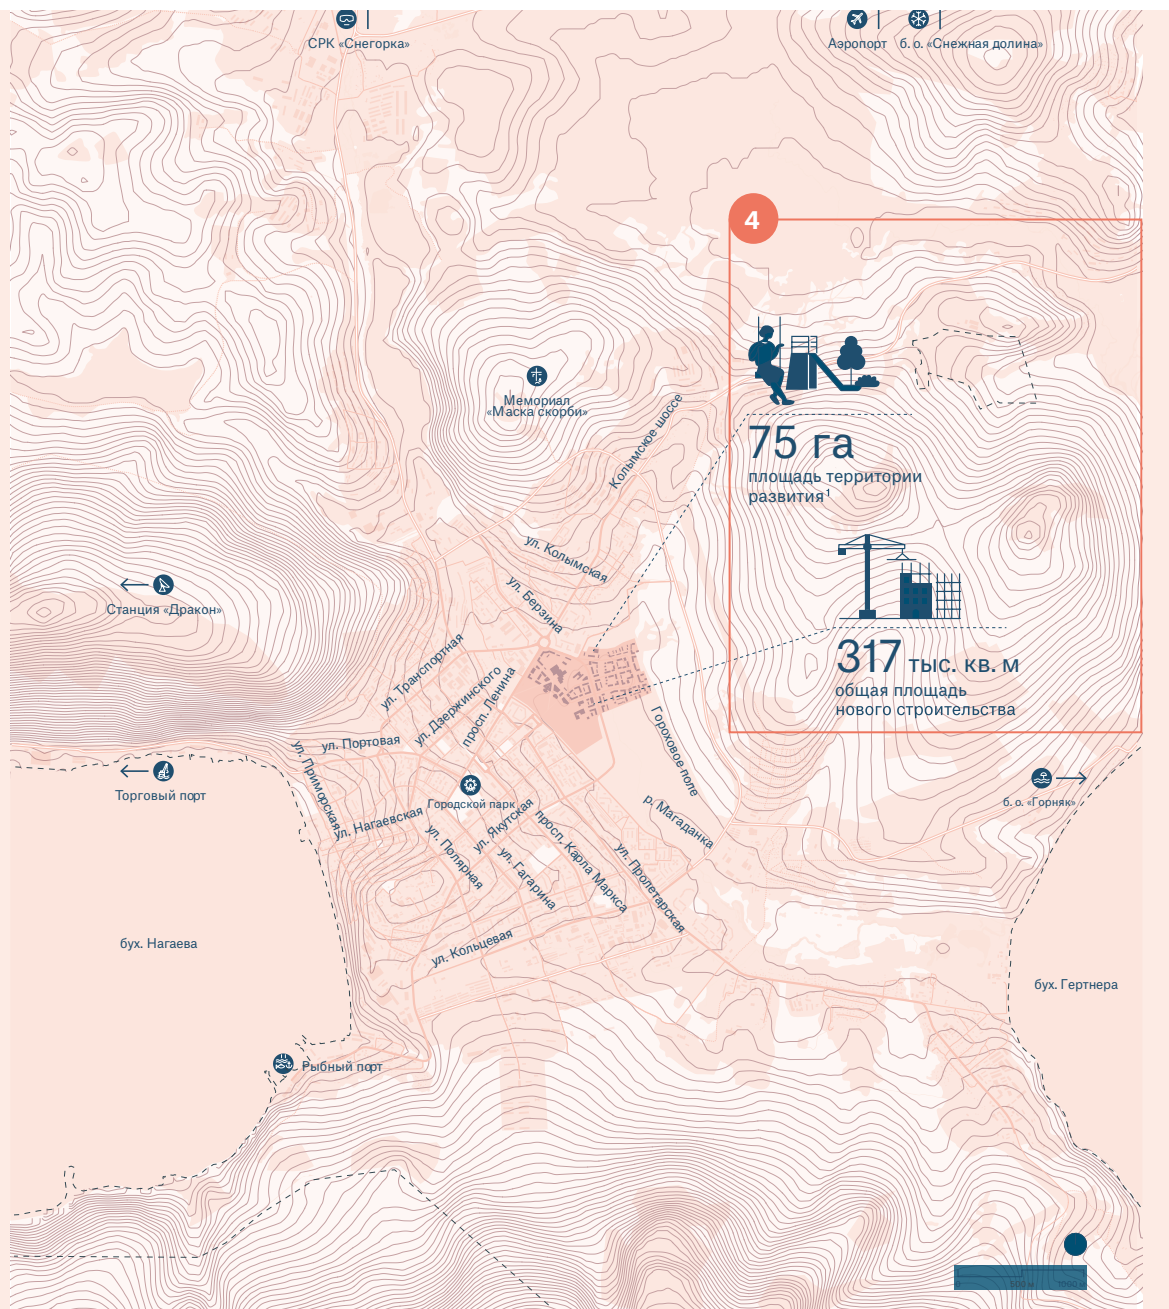 СРК «Снегорка»
Аэропорт
б. о. «Снежная долина»
4
Мемориал
«Маска скорби»
Колымское шоссе
75 га
площадь территории
развития¹
ул. Колымская
ул. Берзина
Станция «Дракон»
317 тыс. кв. м
общая площадь
нового строительства
ул. Транспортная
ул. Дзержинского
просп. Ленина
ул. Портовая
Гороховое поле
ул. Приморская
Торговый порт
Городской парк
б. о. «Горняк»
р. Магаданка
ул. Нагаевская
ул. Якутская
ул. Полярная
ул. Гагарина
просп. Карла Маркса
ул. Пролетарская
ул. Кольцевая
бух. Нагаева
бух. Гертнера
Рыбный порт
0 500 м 1000 м